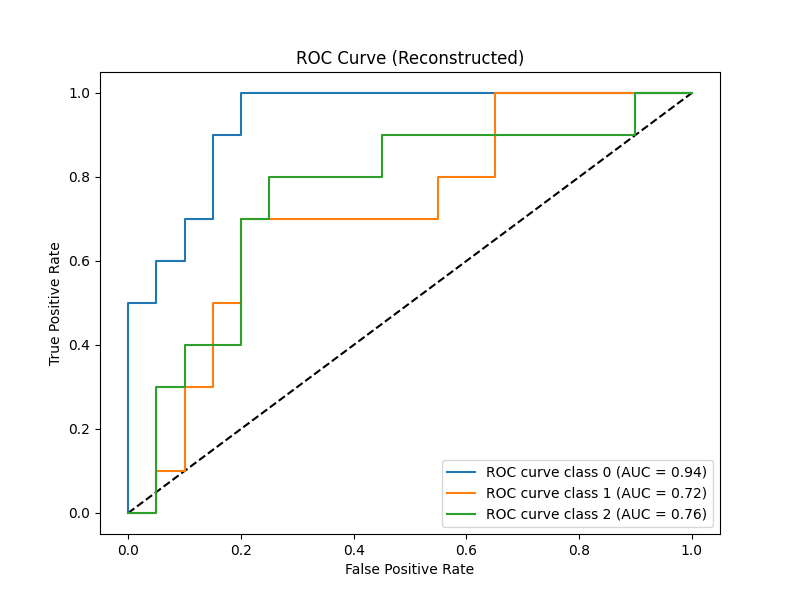 ROC Curve (Reconstructed)
1.0
0.8
0.6
0.4
0.2
0.0
True Positive Rate
ROC curve class 0 (AUC = 0.94)
ROC curve class 1 (AUC = 0.72)
ROC curve class 2 (AUC = 0.76)
0.0 0.2 0.4 0.6 0.8 1.0
False Positive Rate